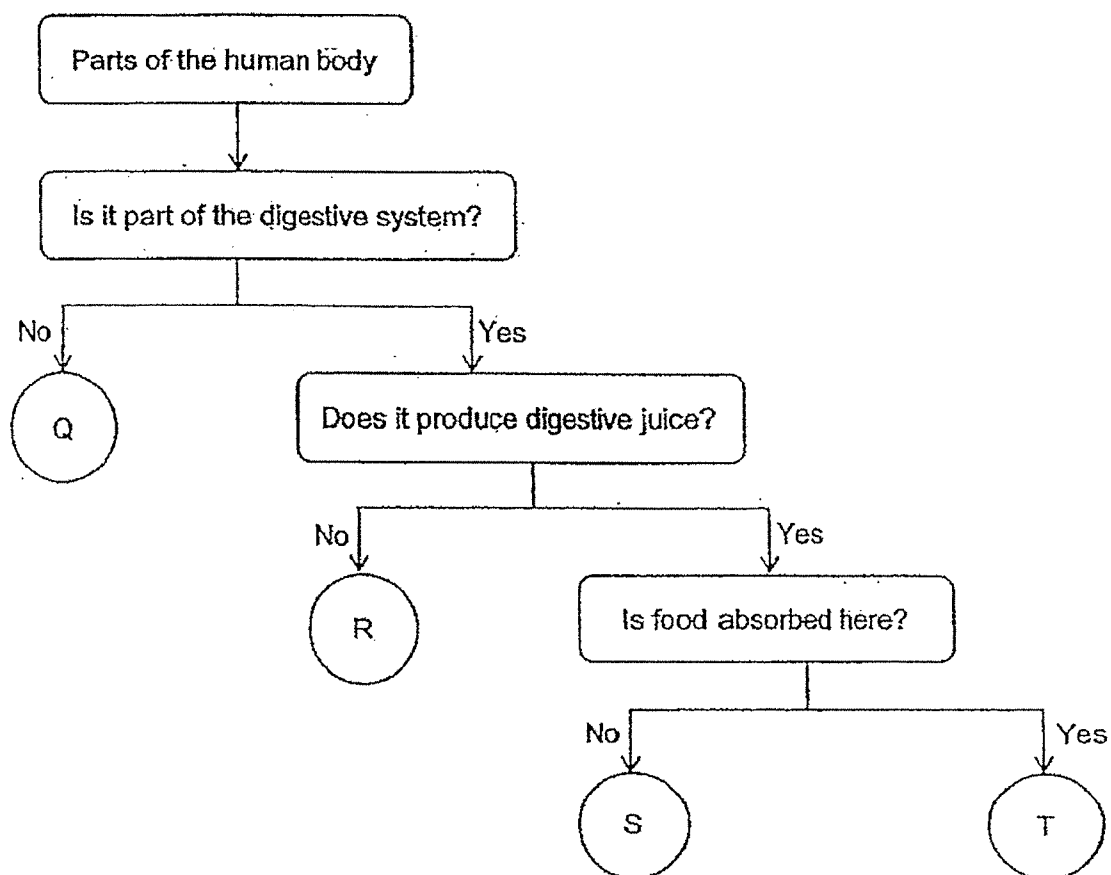 Parts of the human body
Is it part of the digestive system?
No
Yes
Q
Does it produce digestive juice?
No
Yes
R
Is food absorbed here?
No
Yes
S
T